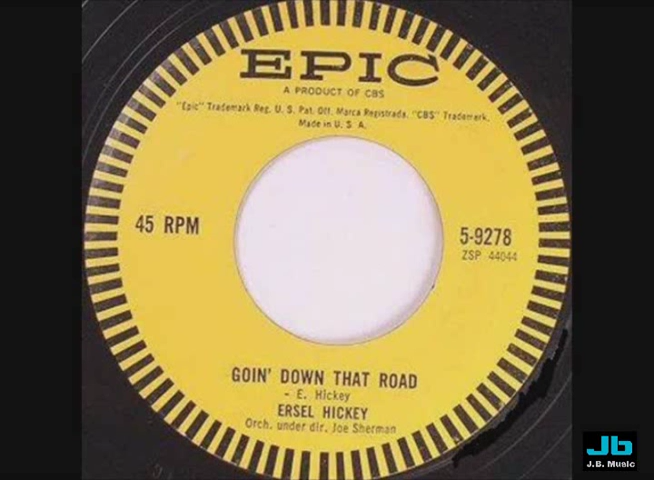 EPIC
A PRODUCT OF CBS
"Epic" Trademark Reg. U. S. Pat. Off. Marca Registrada. "CBS" Trademark.
Made in U. S. A.
45 RPM
5-9278
ZSP 44044
GOIN' DOWN THAT ROAD
- E. Hickey
ERSEL HICKEY
Orch. under dir. Joe Sherman
Jb
J.B. Music